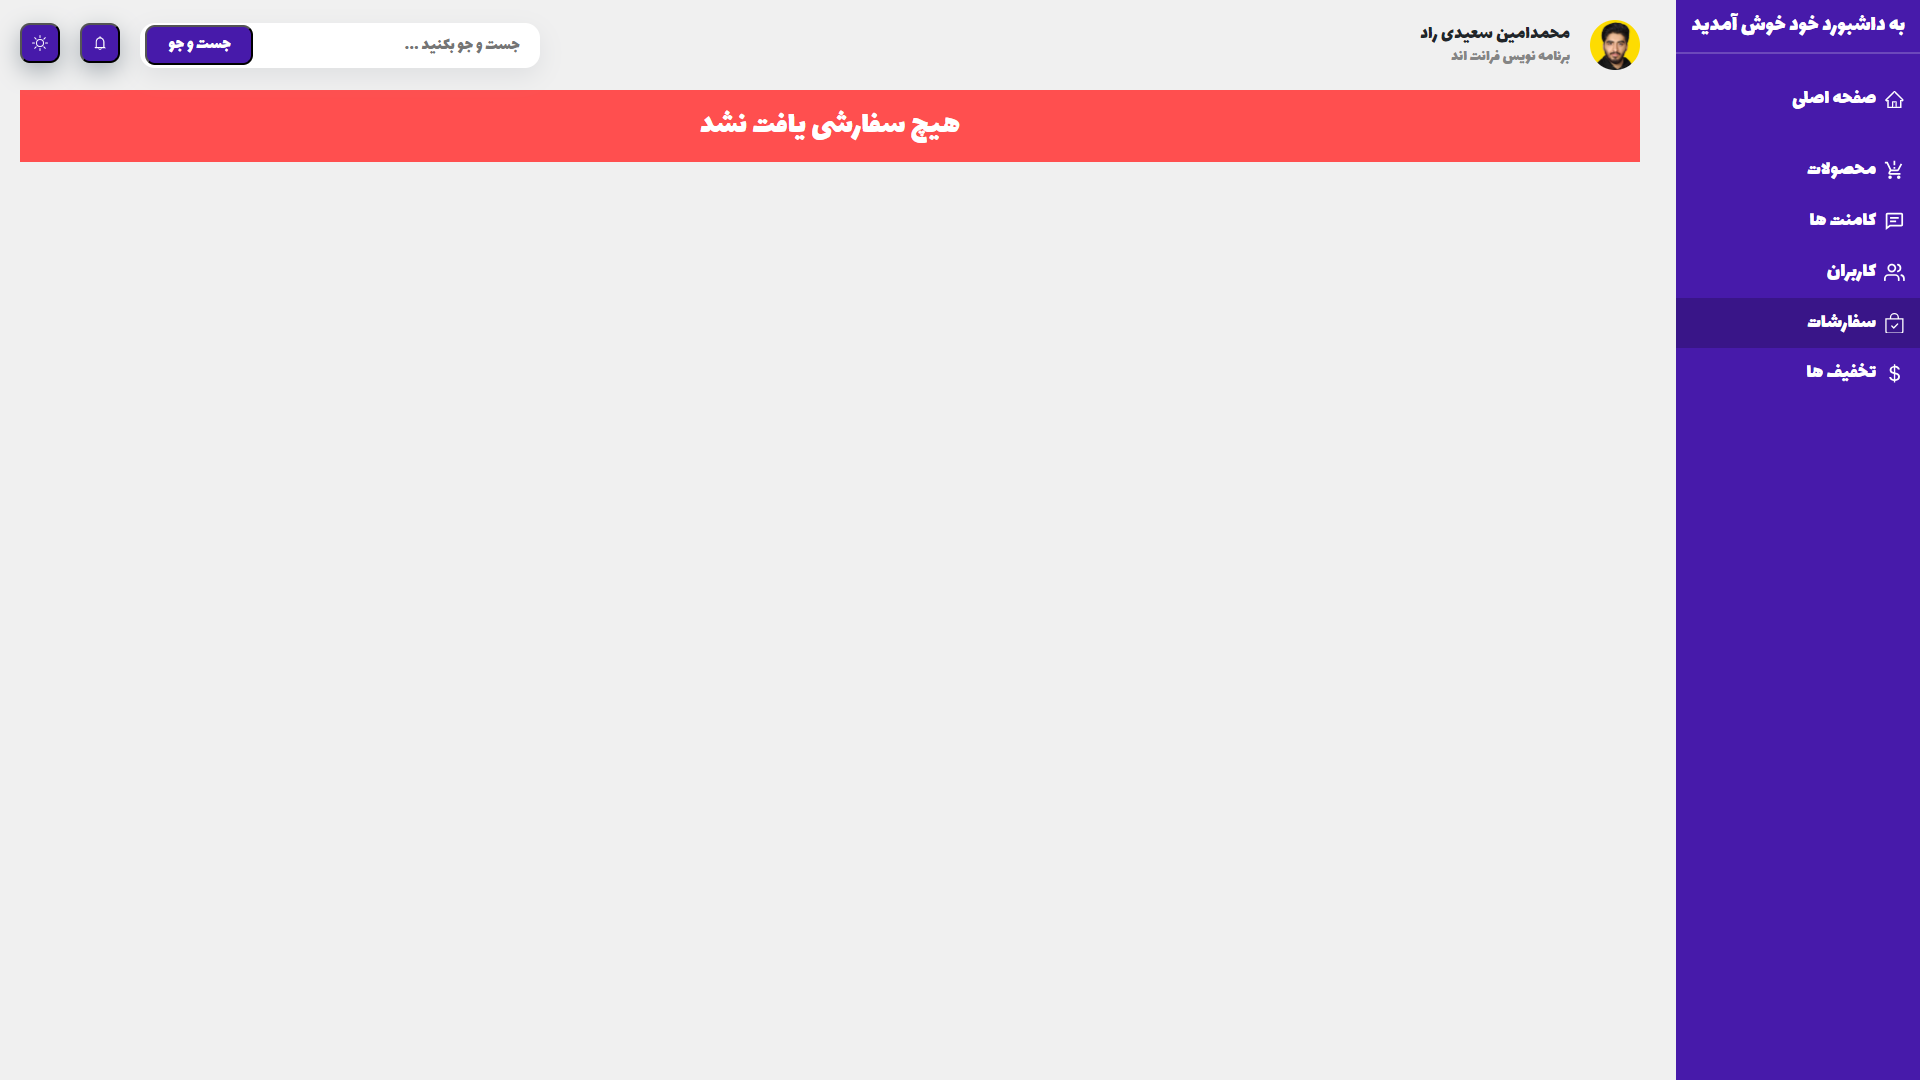 به داشبورد خود خوش آمدید
صفحه اصلی
محصولات
کامنت ها
کاربران
سفارشات
تخفیف ها
محمدامین سعیدی راد
برنامه نویس فرانت اند
جست و جو بکنید ...
جست و جو
هیچ سفارشی یافت نشد